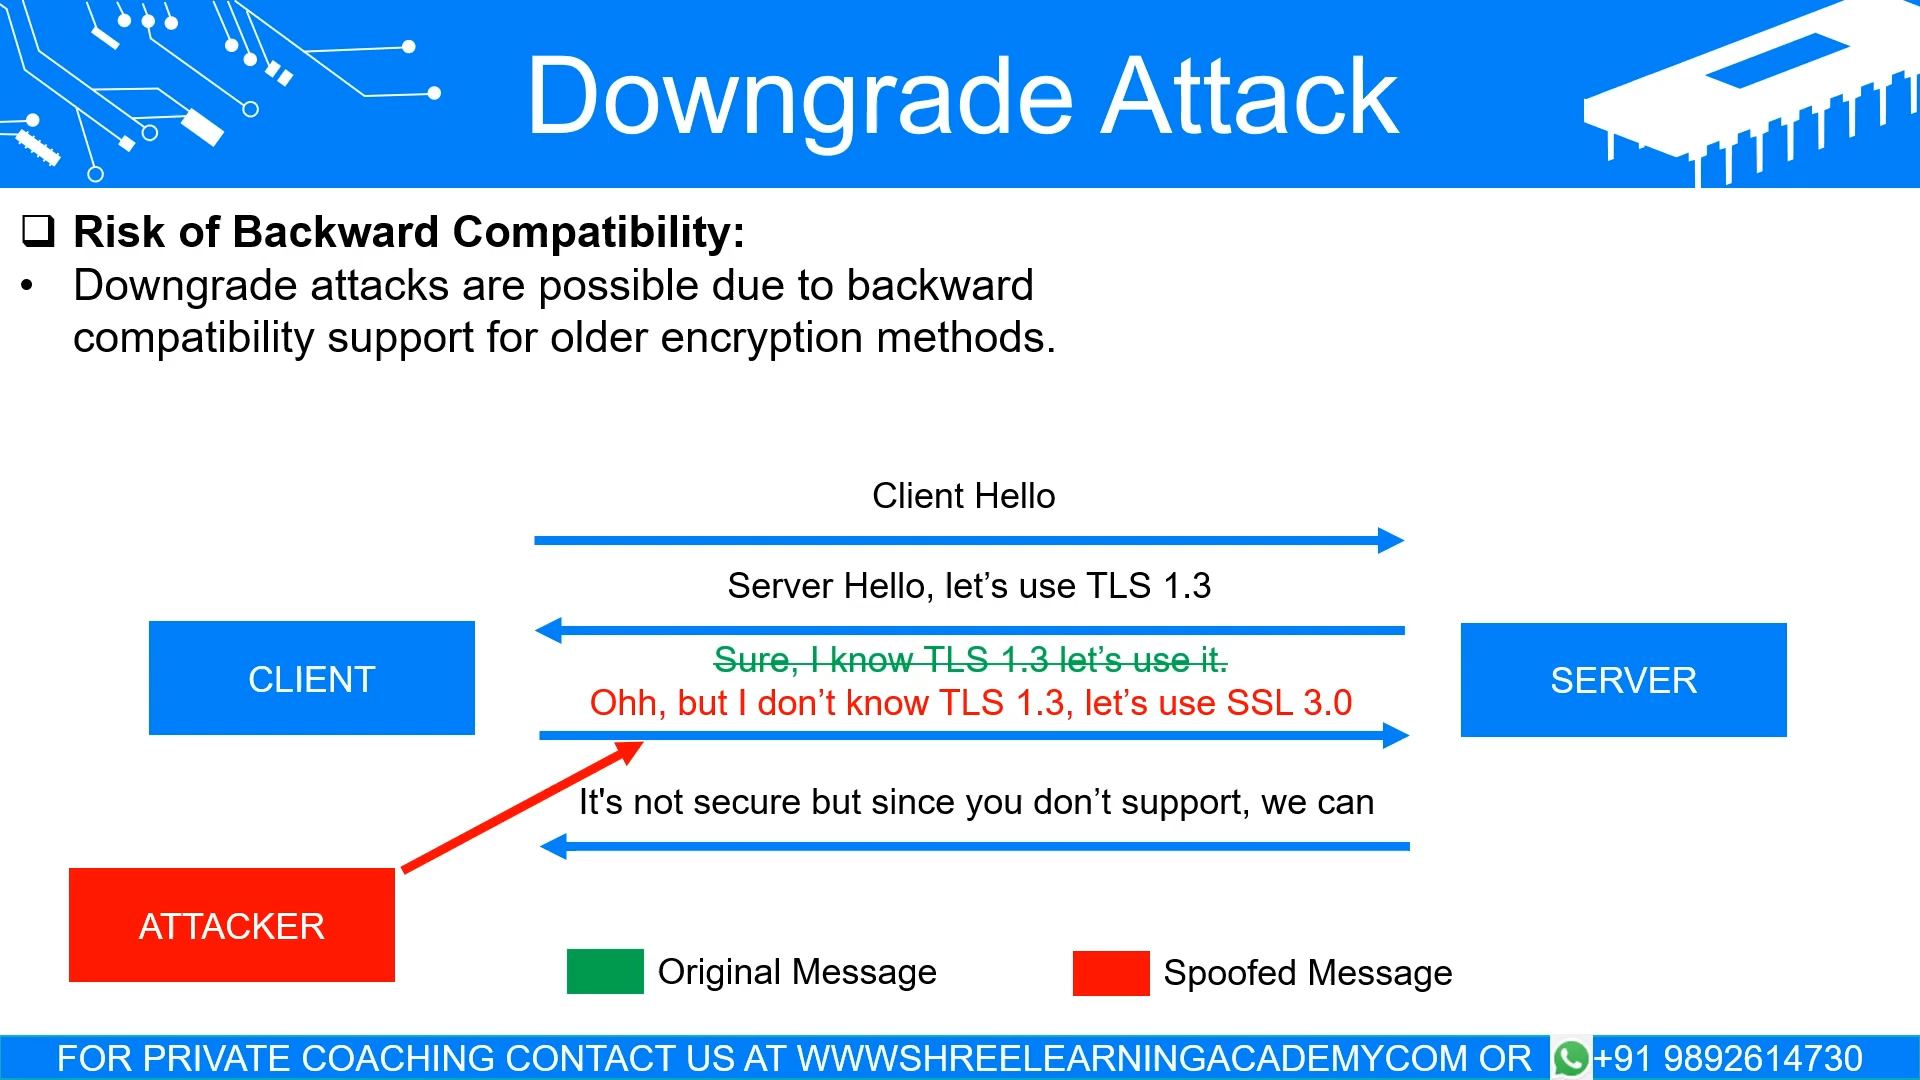 Downgrade Attack
Risk of Backward Compatibility:
• Downgrade attacks are possible due to backward
compatibility support for older encryption methods.
Client Hello
Server Hello, let’s use TLS 1.3
Sure, I know TLS 1.3 let’s use it.
Ohh, but I don’t know TLS 1.3, let’s use SSL 3.0
CLIENT
SERVER
It's not secure but since you don’t support, we can
ATTACKER
Original Message
Spoofed Message
FOR PRIVATE COACHING CONTACT US AT WWWSHREELEARNINGACADEMYCOM OR +91 9892614730